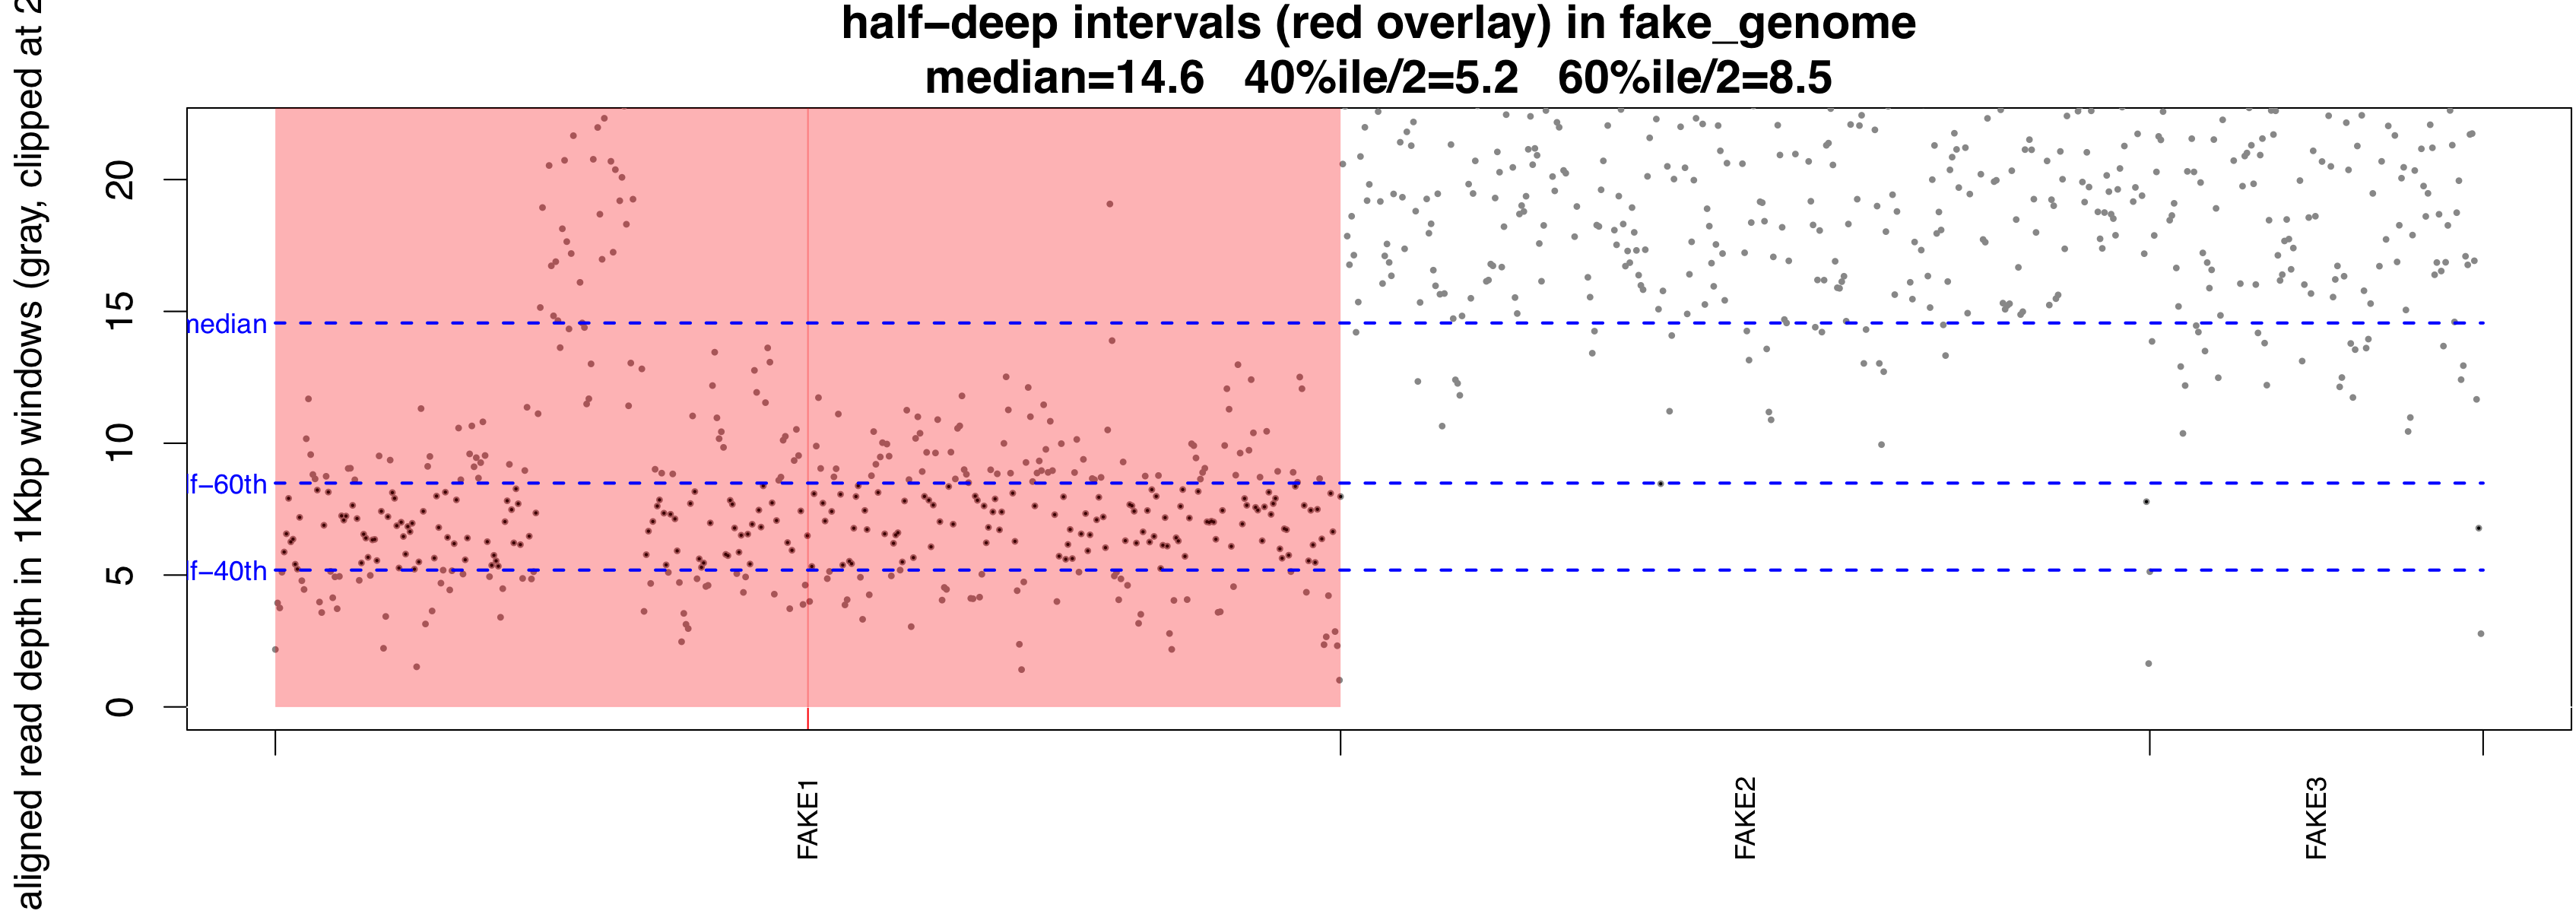 half−deep intervals (red overlay) in fake_genome
median=14.6 40%ile/2=5.2 60%ile/2=8.5
aligned read depth in 1Kbp windows (gray, clipped at 2
20
15
10
5
0
median
f−60th
f−40th
FAKE1
FAKE2
FAKE3